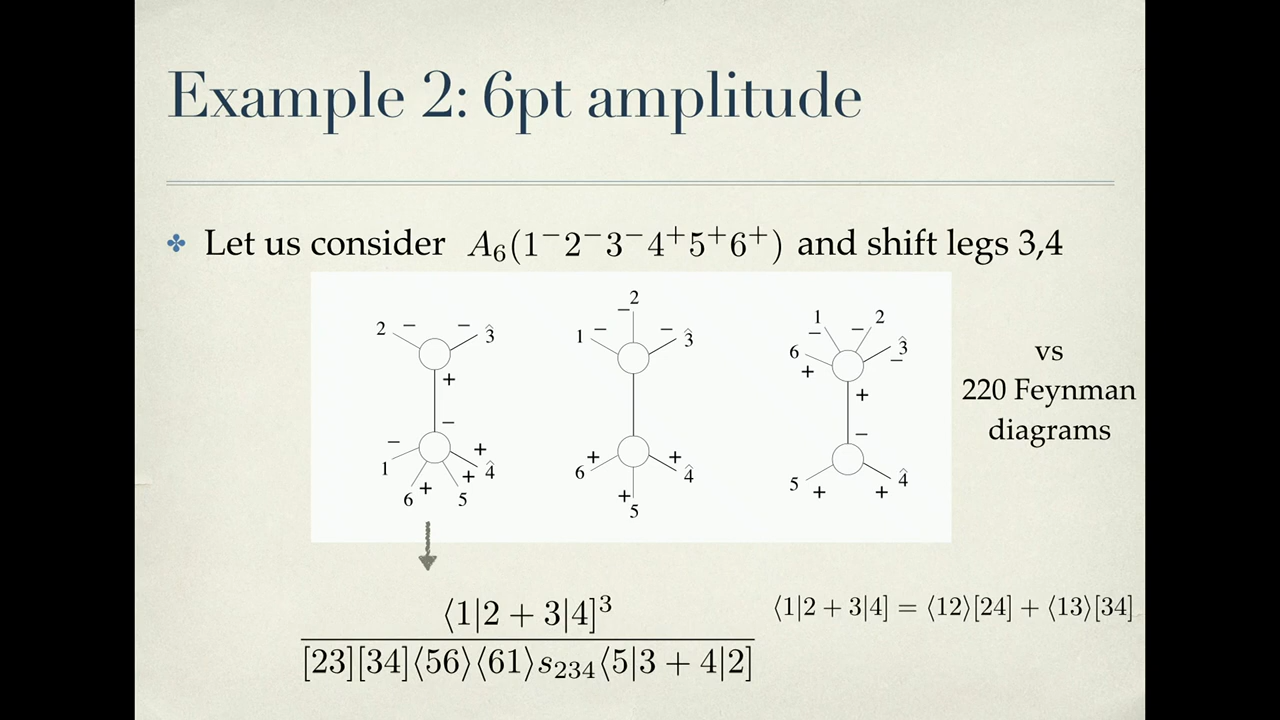 Example 2: 6pt amplitude
✤ Let us consider A₆(1⁻2⁻3⁻4⁺5⁺6⁺) and shift legs 3,4
2 − − 3̂
+
−
− 1 6 + 5 + 4̂ +
− 2
1 − − 3̂
6 + + 5 + 4̂
1 − − 2
6 + 3̂ −
+
−
5 + + 4̂
vs
220 Feynman
diagrams
⟨1|2 + 3|4]³
[23][34]⟨56⟩⟨61⟩s₂₃₄⟨5|3 + 4|2]
⟨1|2 + 3|4] = ⟨12⟩[24] + ⟨13⟩[34]